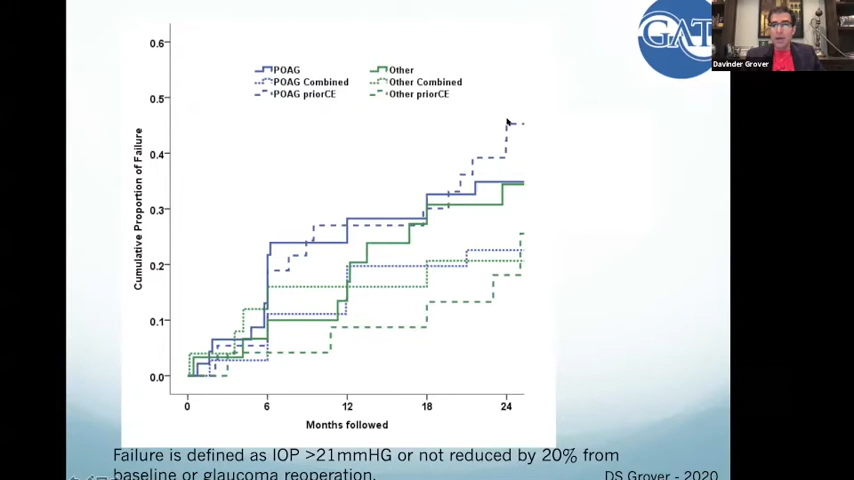 GAT
Davinder Grover
0.6
0.5
0.4
0.3
0.2
0.1
0.0
Cumulative Proportion of Failure
POAG
POAG Combined
POAG priorCE
Other
Other Combined
Other priorCE
0 6 12 18 24
Months followed
Failure is defined as IOP >21mmHG or not reduced by 20% from
baseline or glaucoma reoperation.
DS Grover - 2020